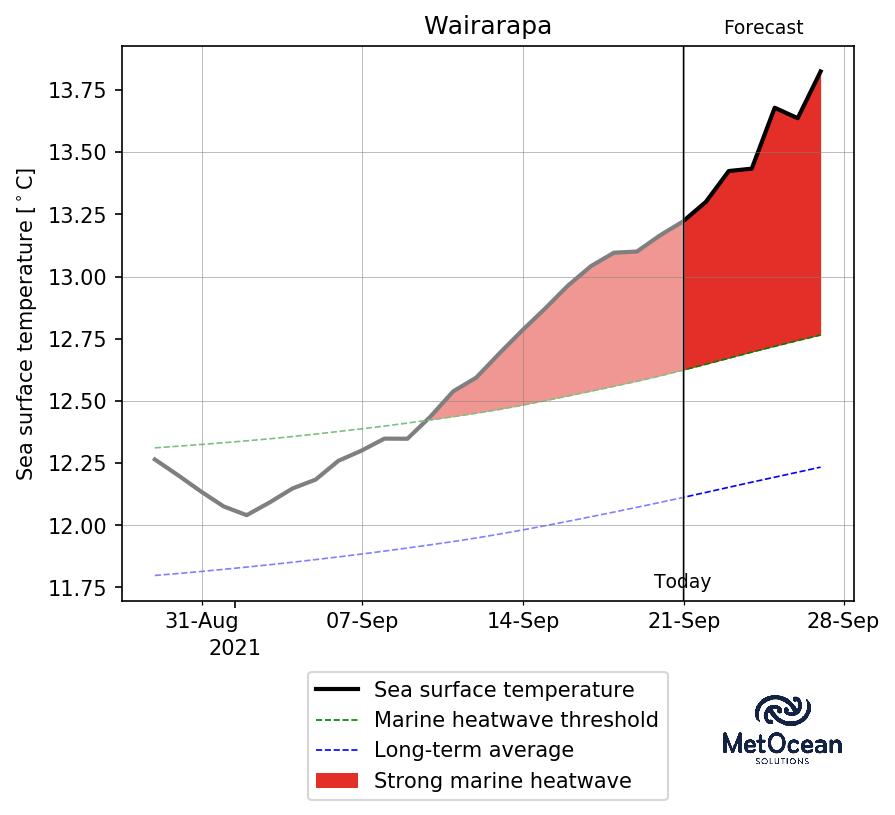 Wairarapa
Forecast
Sea surface temperature [°C]
13.75
13.50
13.25
13.00
12.75
12.50
12.25
12.00
11.75
Today
31-Aug
07-Sep
14-Sep
21-Sep
28-Sep
2021
Sea surface temperature
Marine heatwave threshold
Long-term average
Strong marine heatwave
MetOcean
SOLUTIONS